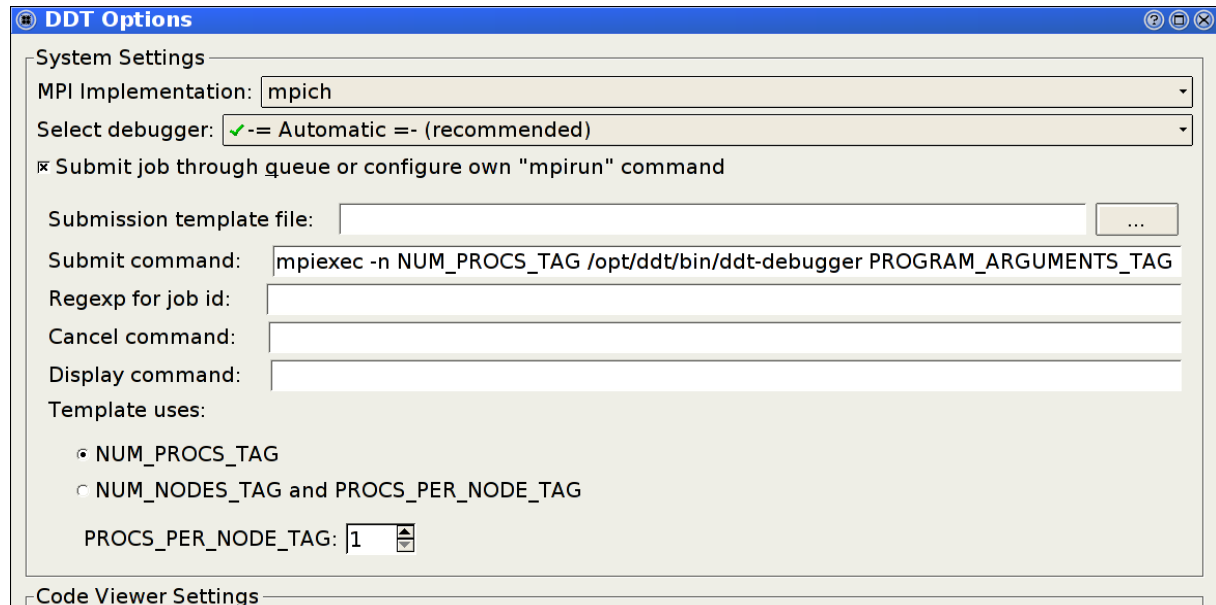 DDT Options
System Settings
MPI Implementation: mpich
Select debugger: -= Automatic =- (recommended)
Submit job through queue or configure own "mpirun" command
Submission template file: ...
Submit command: mpiexec -n NUM_PROCS_TAG /opt/ddt/bin/ddt-debugger PROGRAM_ARGUMENTS_TAG
Regexp for job id:
Cancel command:
Display command:
Template uses:
NUM_PROCS_TAG
NUM_NODES_TAG and PROCS_PER_NODE_TAG
PROCS_PER_NODE_TAG: 1
Code Viewer Settings